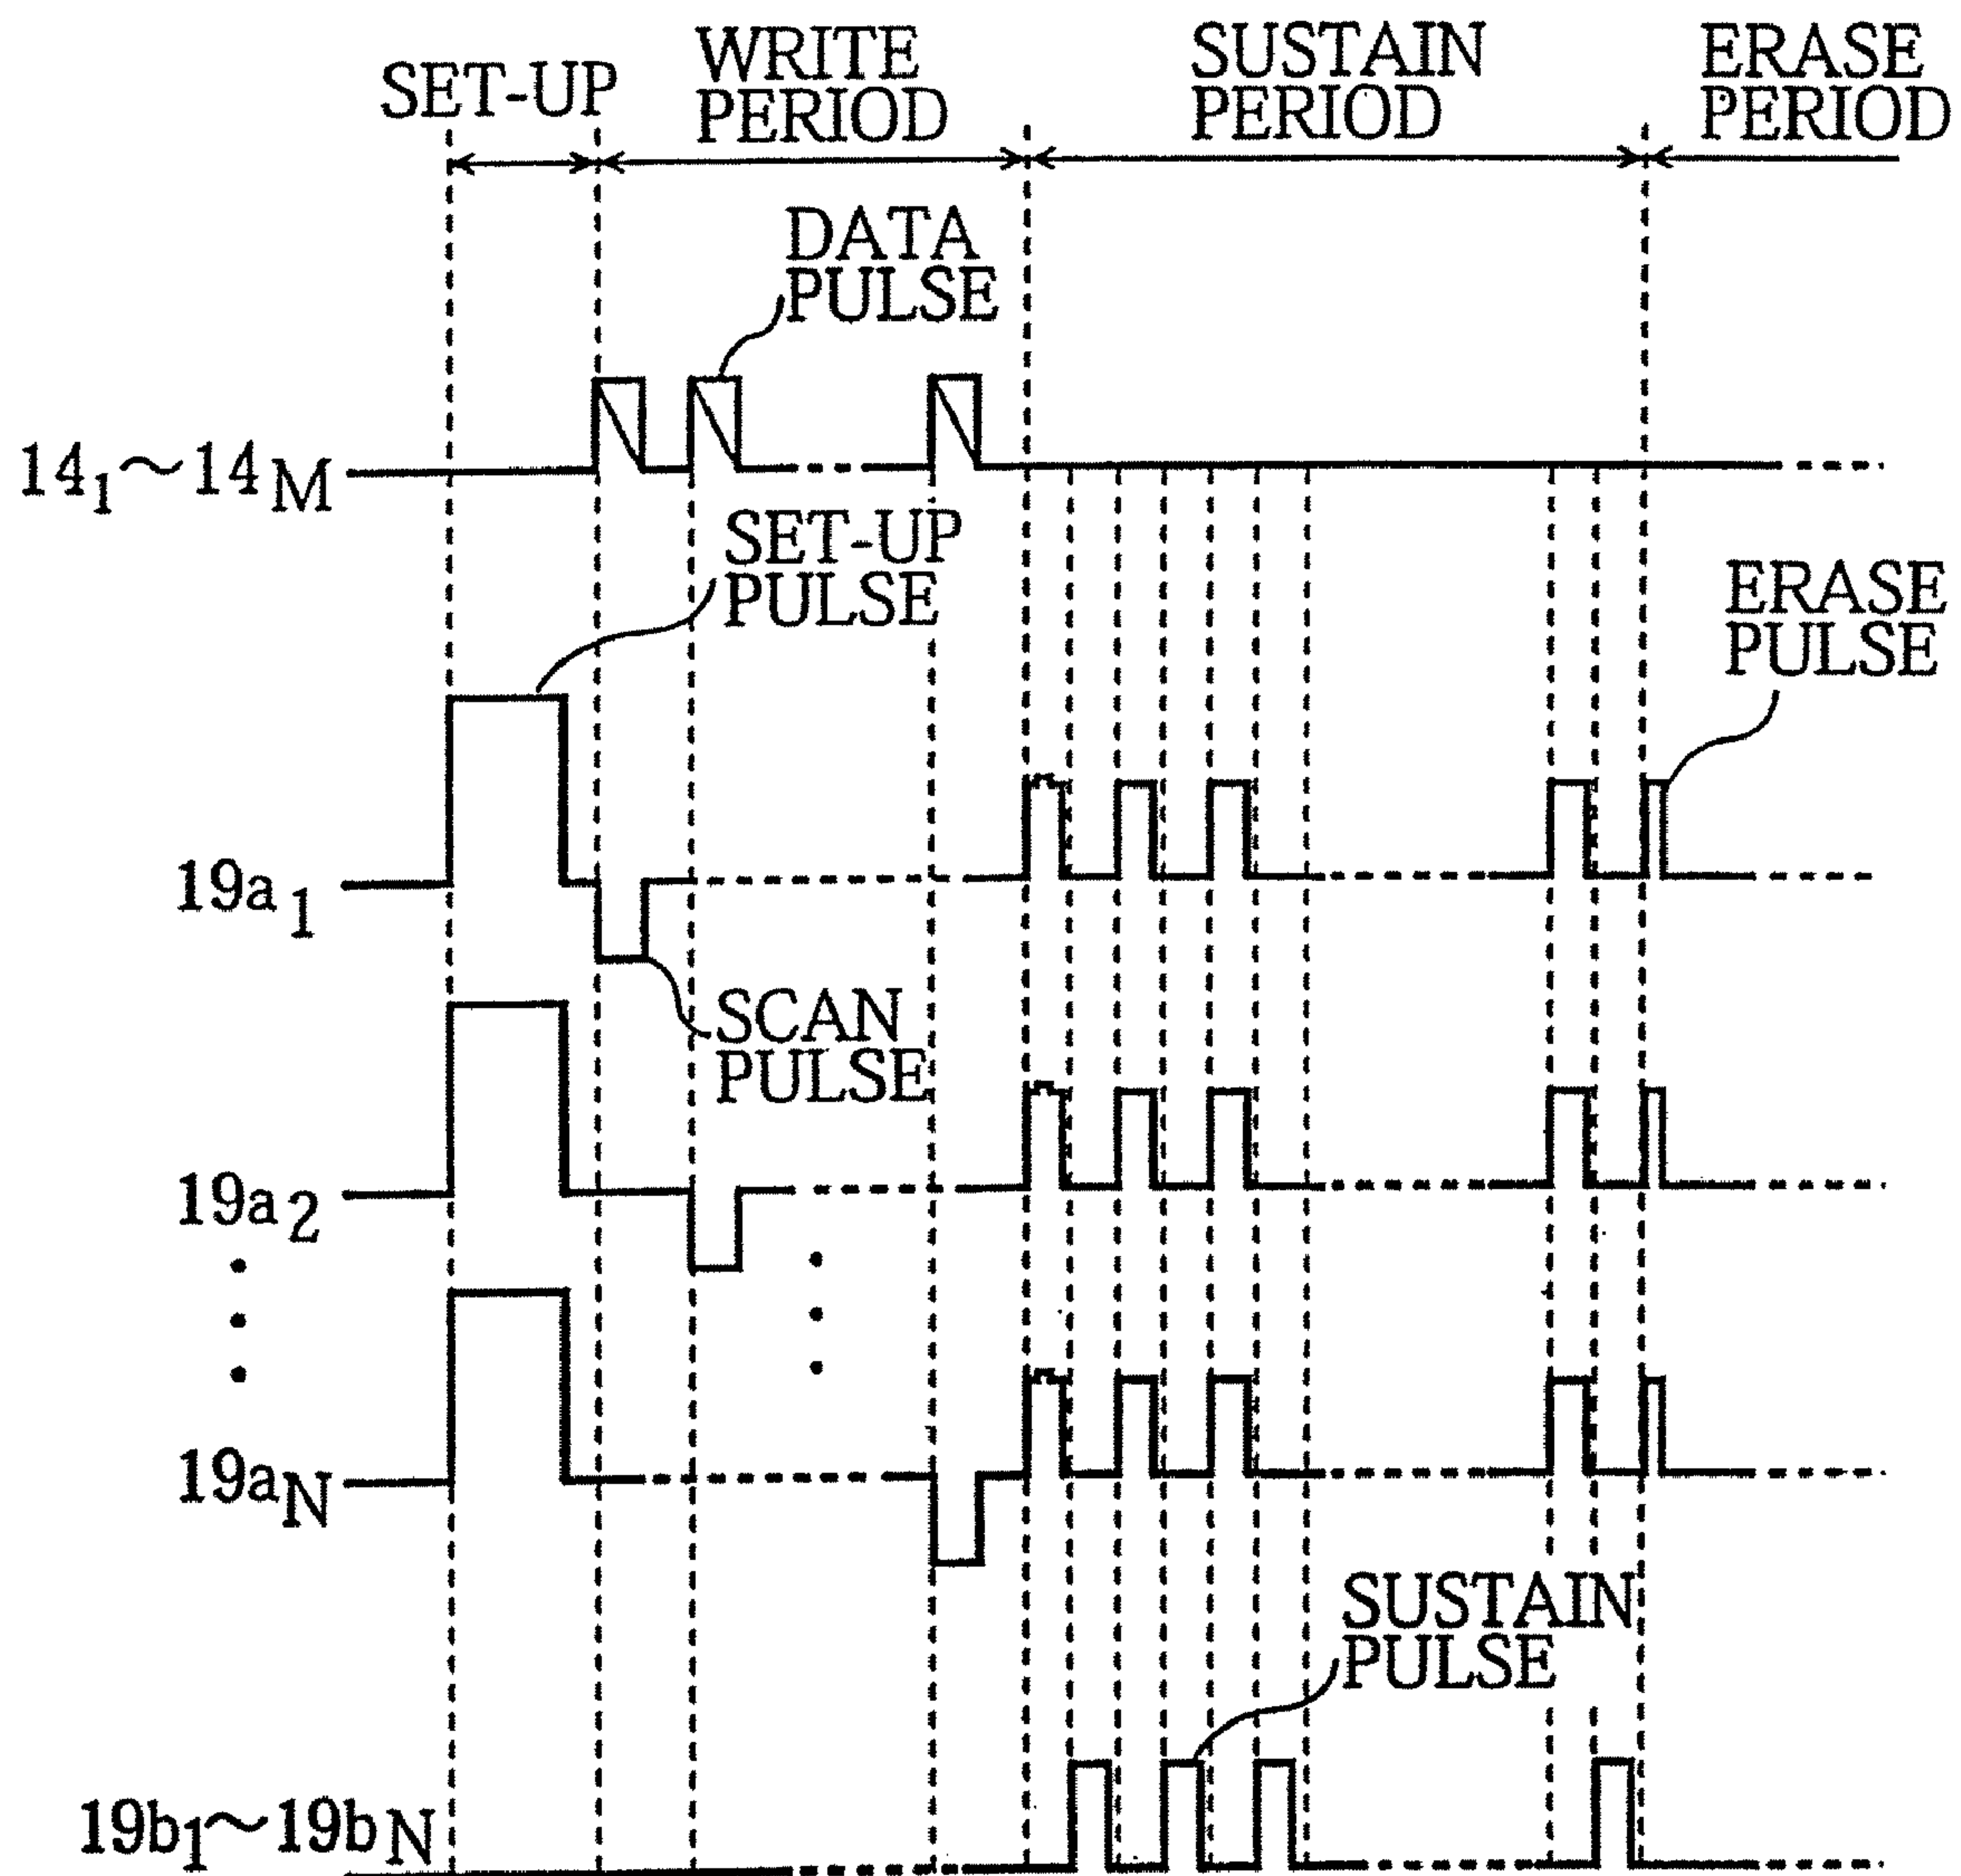 SET-UP
WRITE
PERIOD
SUSTAIN
PERIOD
ERASE
PERIOD
DATA
PULSE
14₁~14M
SET-UP
PULSE
ERASE
PULSE
19a₁
SCAN
PULSE
19a₂
19aN
SUSTAIN
PULSE
19b₁~19bN